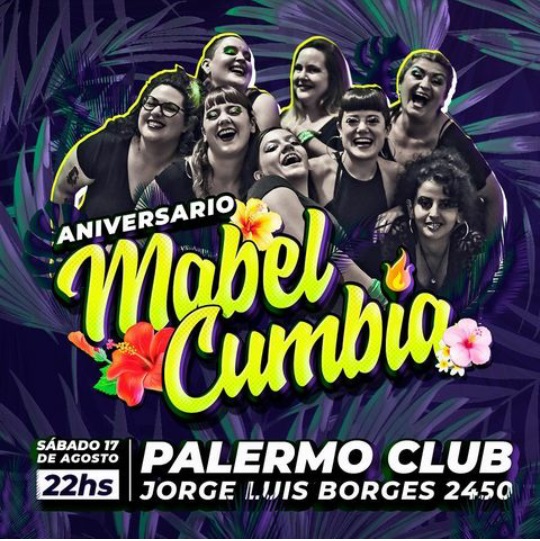 ANIVERSARIO
Mabel
Cumbia
SÁBADO 17
DE AGOSTO
22hs
PALERMO CLUB
JORGE LUIS BORGES 2450